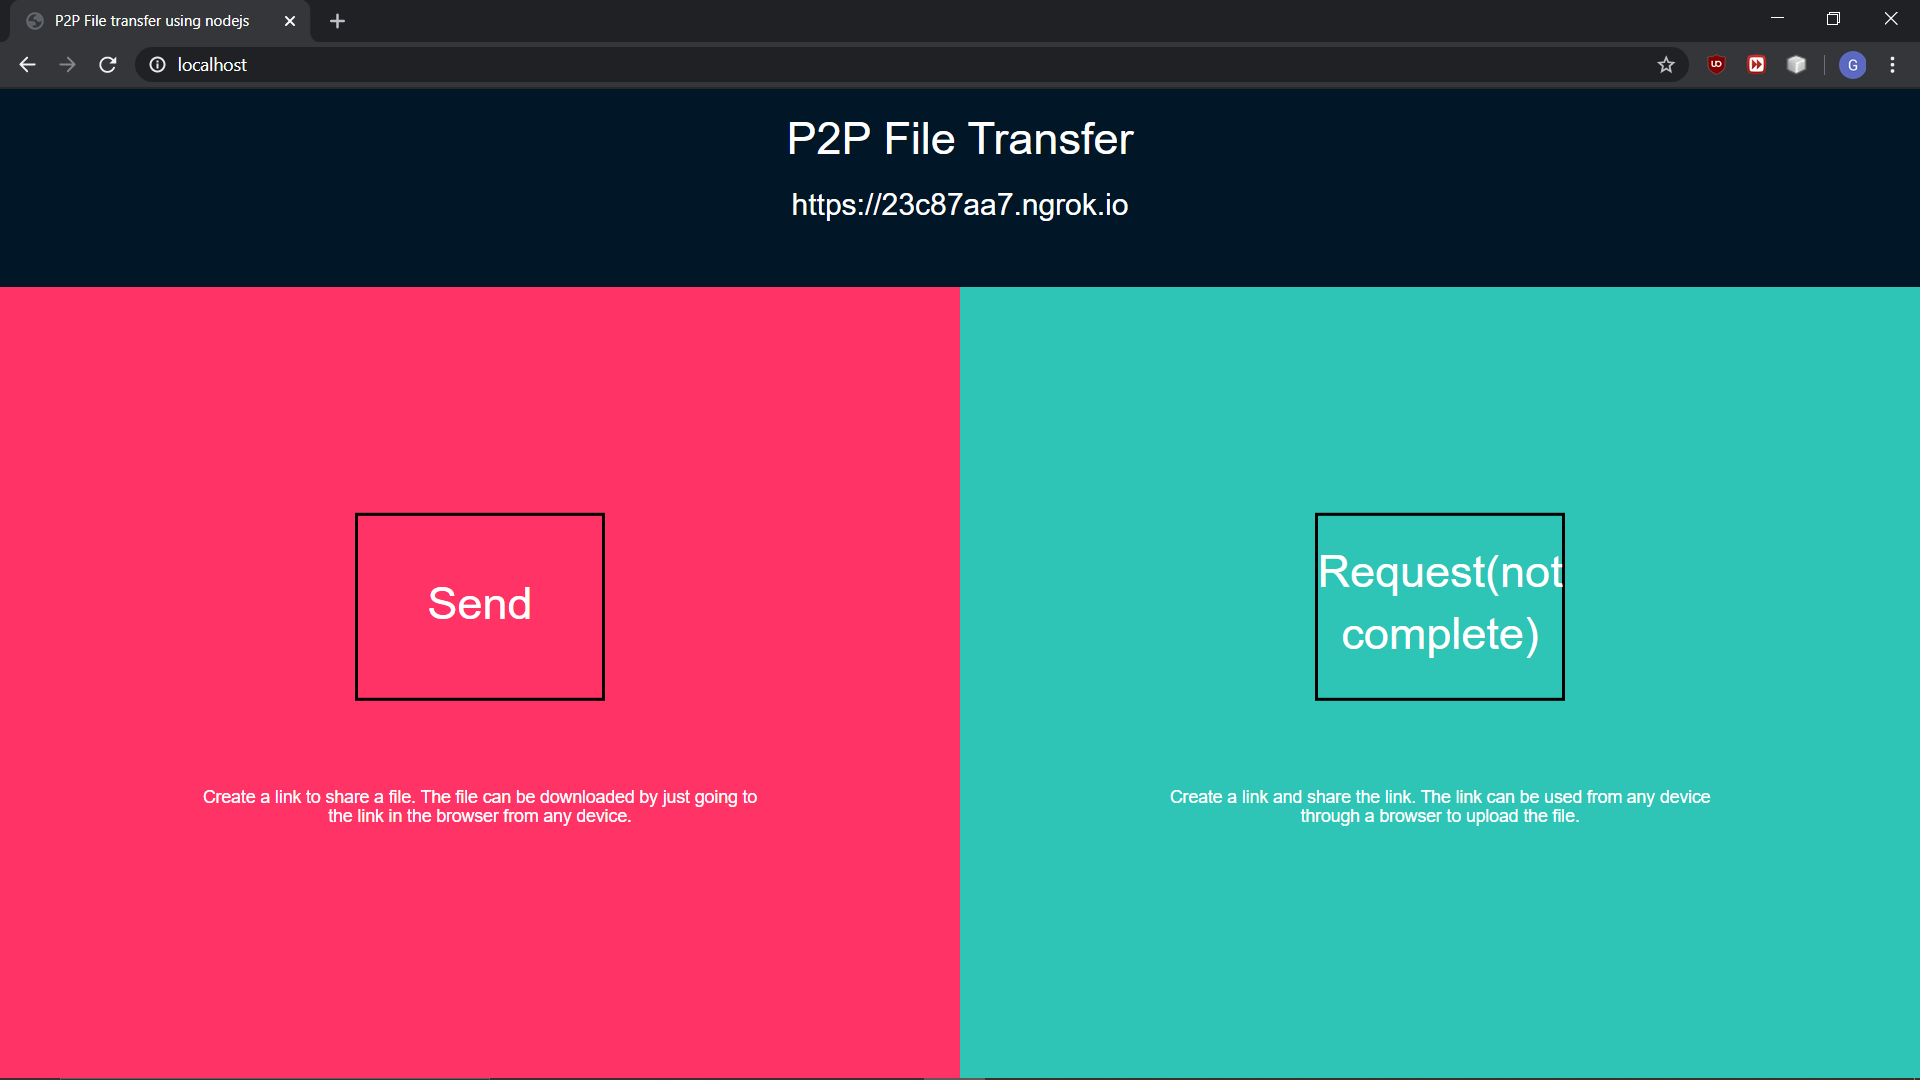 P2P File transfer using nodejs
localhost
G
P2P File Transfer
https://23c87aa7.ngrok.io
Send
Create a link to share a file. The file can be downloaded by just going to
the link in the browser from any device.
Request(not
complete)
Create a link and share the link. The link can be used from any device
through a browser to upload the file.